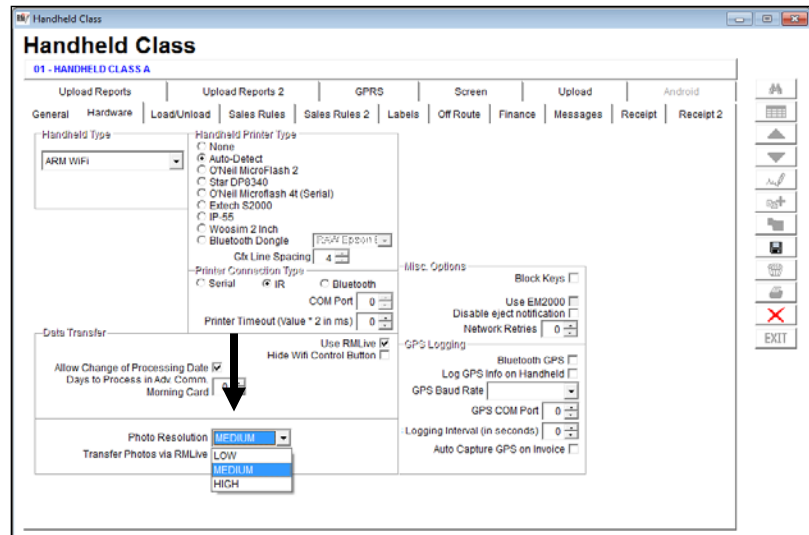 Handheld Class
Handheld Class
01 - HANDHELD CLASS A
Upload Reports Upload Reports 2 GPRS Screen Upload Android
General Hardware Load/Unload Sales Rules Sales Rules 2 Labels Off Route Finance Messages Receipt Receipt 2
Handheld Type
ARM WiFi
Handheld Printer Type
None
Auto-Detect
O'Neil MicroFlash 2
Star DP8340
O'Neil Microflash 4t (Serial)
Extech S2000
IP-55
Woosim 2 Inch
Bluetooth Dongle RAW Epson
Gfx Line Spacing 4
Printer Connection Type
Serial IR Bluetooth
COM Port 0
Printer Timeout (Value * 2 in ms) 0
Misc. Options
Block Keys
Use EM2000
Disable eject notification
Network Retries 0
Data Transfer
Use RMLive
Hide Wifi Control Button
Allow Change of Processing Date
Days to Process in Adv. Comm.
Morning Card
GPS Logging
Bluetooth GPS
Log GPS Info on Handheld
GPS Baud Rate
GPS COM Port 0
Logging Interval (in seconds) 0
Auto Capture GPS on Invoice
Photo Resolution MEDIUM
Transfer Photos via RMLive
LOW
MEDIUM
HIGH
EXIT